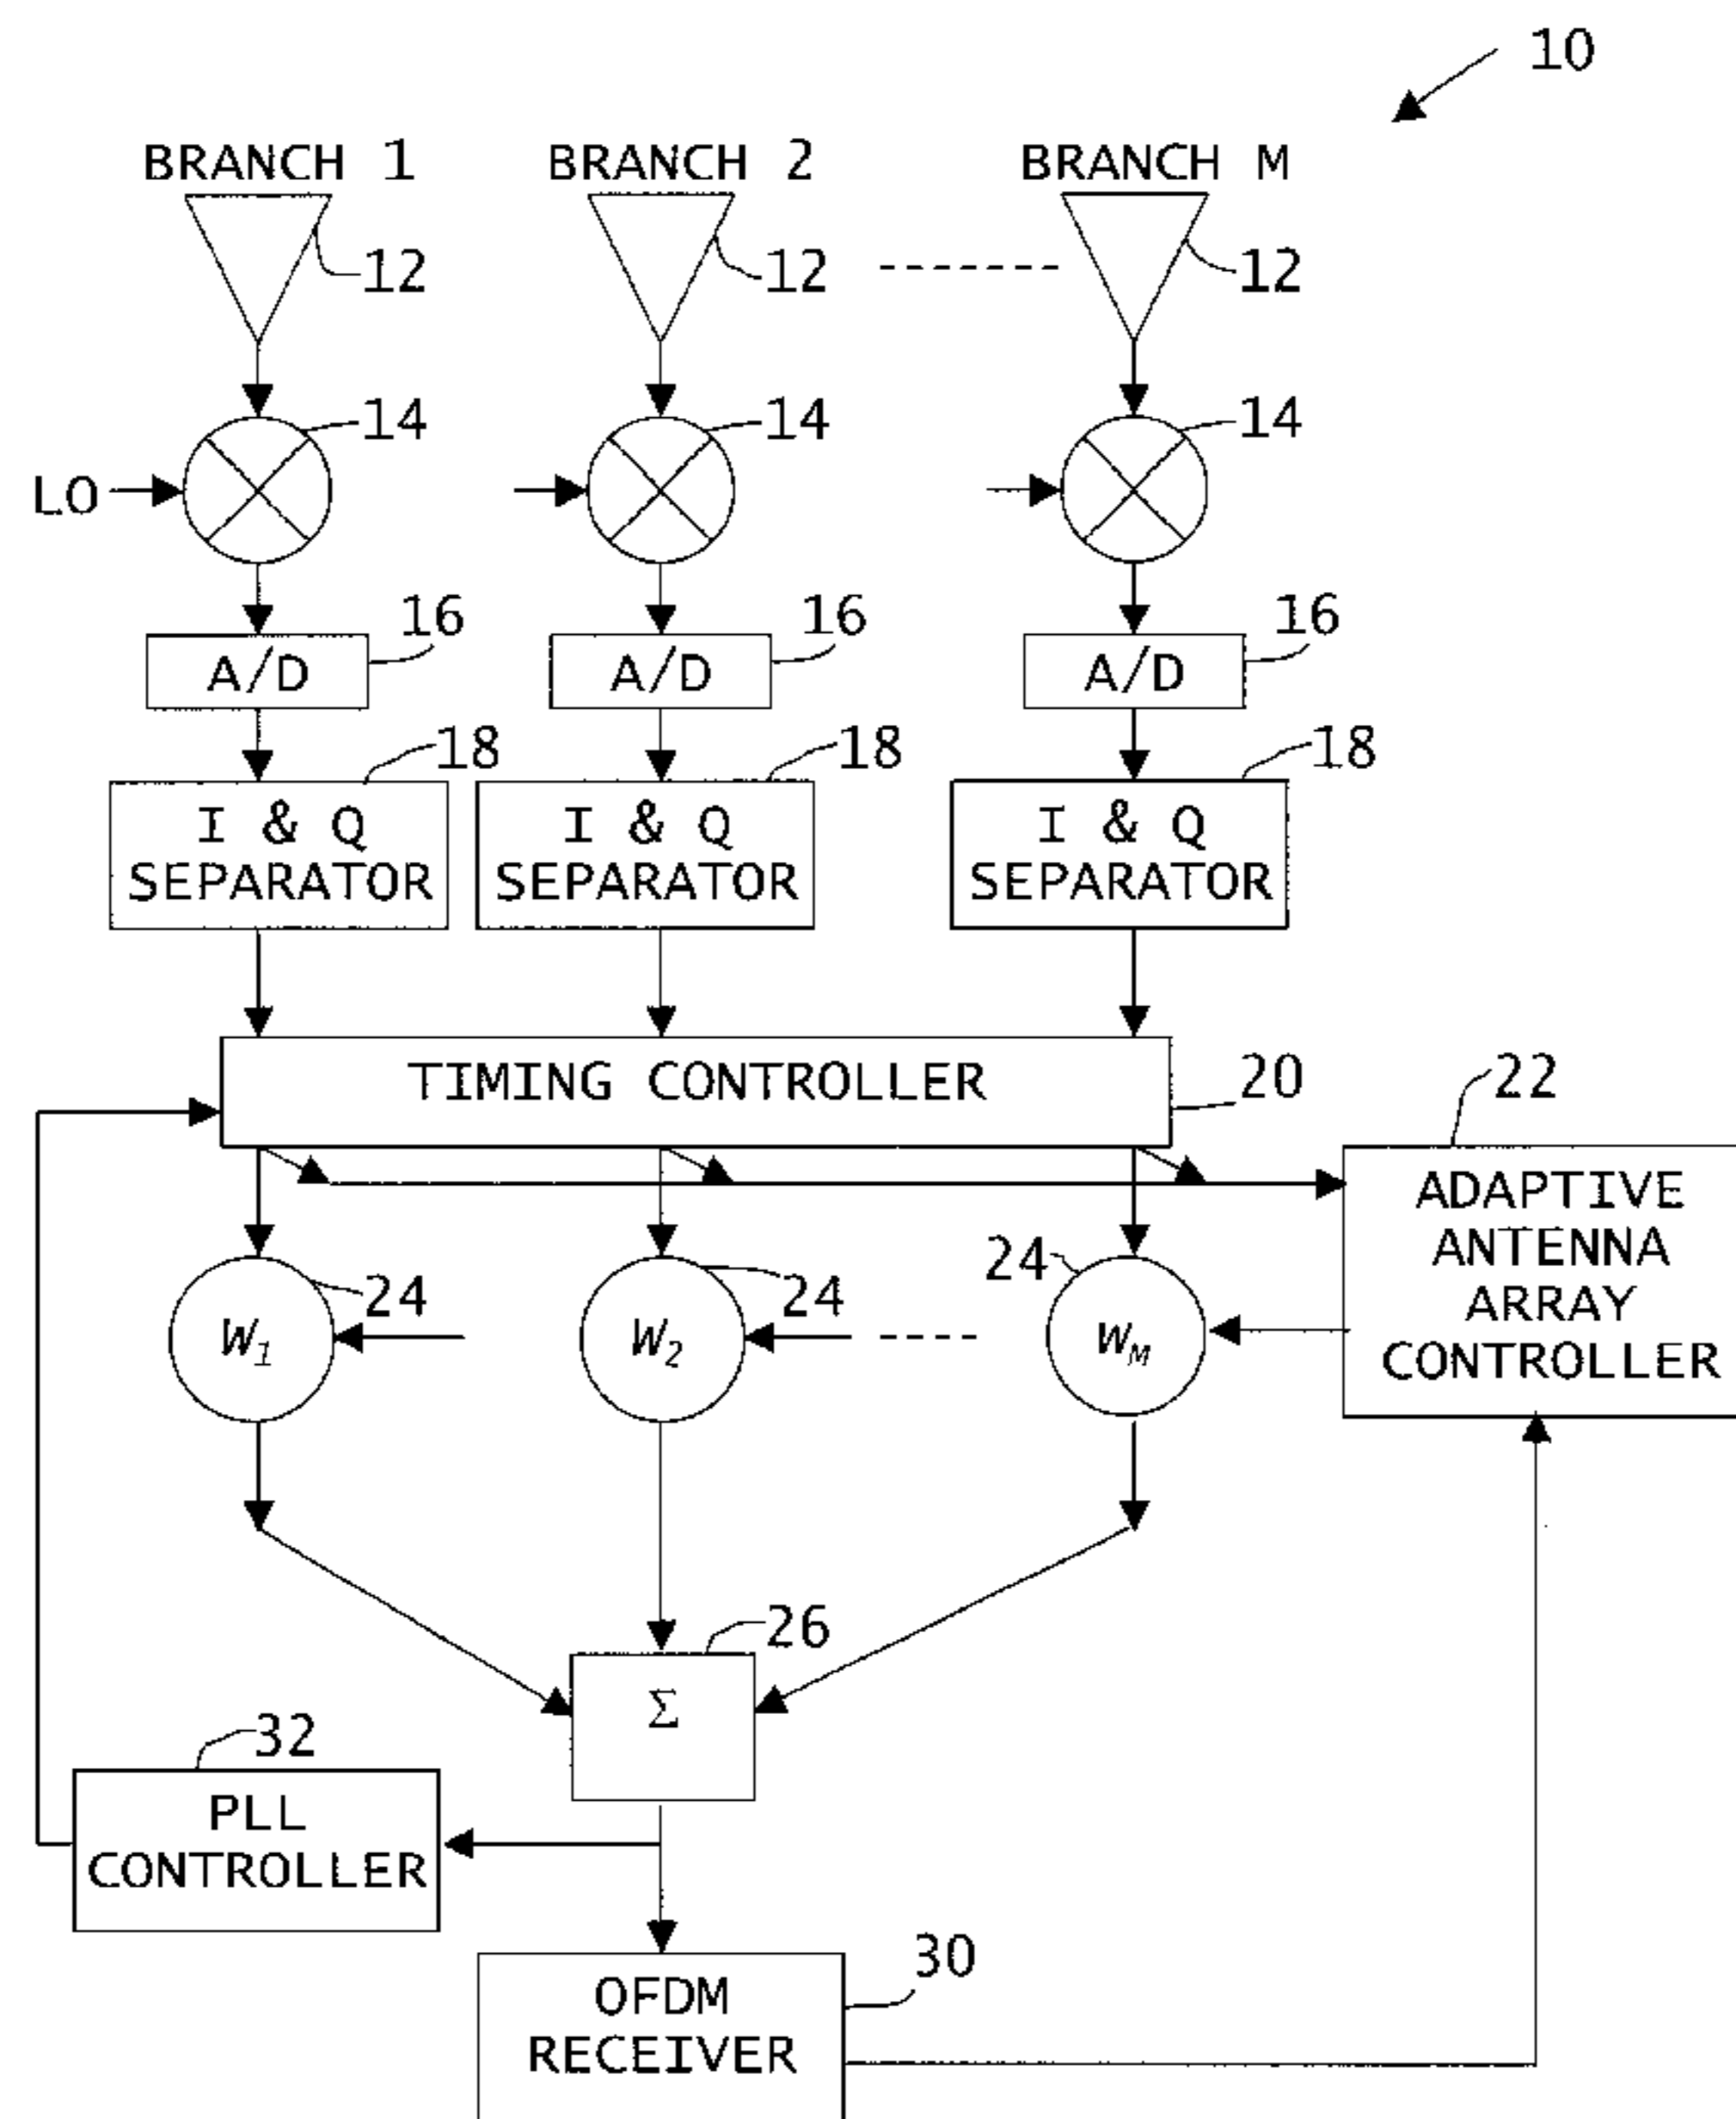 10
BRANCH 1 BRANCH 2 BRANCH M
12 12 12
14 14 14
LO
16 16 16
A/D A/D A/D
18 18 18
I & Q I & Q I & Q
SEPARATOR SEPARATOR SEPARATOR
TIMING CONTROLLER
20
22
ADAPTIVE
ANTENNA
ARRAY
CONTROLLER
24 24 24
W1 W2 WM
26
Σ
32
PLL
CONTROLLER
30
OFDM
RECEIVER